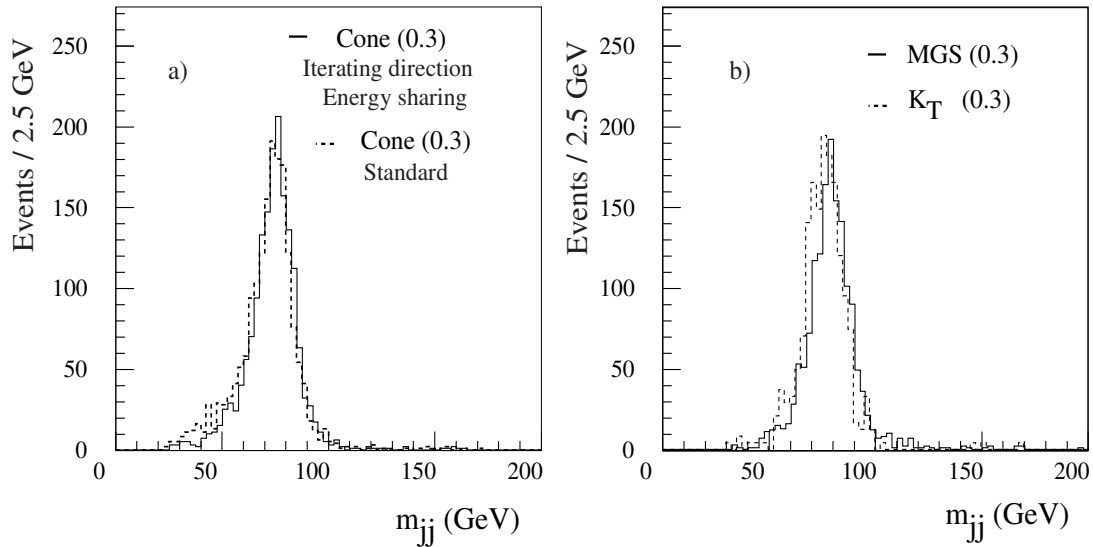 a)
Cone (0.3)
Iterating direction
Energy sharing
Cone (0.3)
Standard
Events / 2.5 GeV
250
200
150
100
50
0
0 50 100 150 200
m_jj (GeV)
b)
MGS (0.3)
K_T (0.3)
Events / 2.5 GeV
250
200
150
100
50
0
0 50 100 150 200
m_jj (GeV)